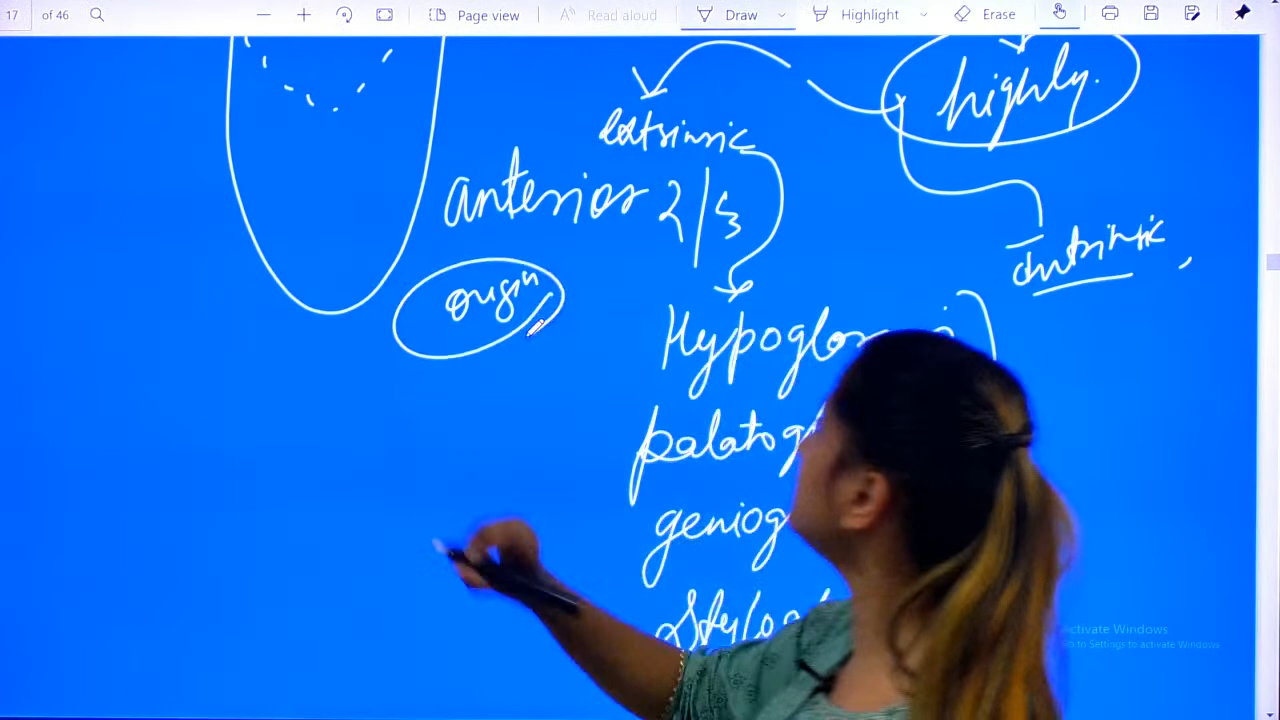 17 of 46 Page view Read aloud Draw Highlight Erase
highly.
extrinsic
anterior 2/3
intrinsic,
origin
Hypoglos
palatog
geniog
Stylog
Activate Windows
Go to Settings to activate Windows